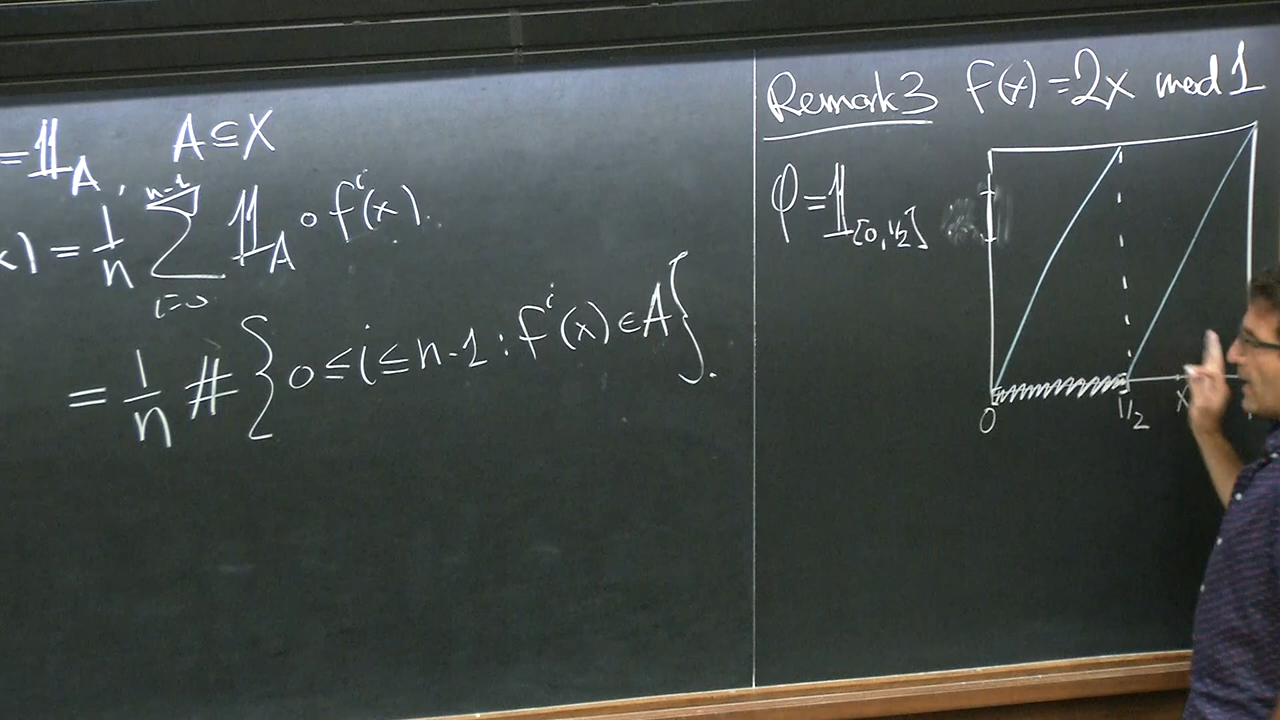 =𝟙_A, A⊆X
x) = 1/n ∑_{i=0}^{n-1} 𝟙_A∘f^i(x).
= 1/n #{0≤i≤n-1 : f^i(x)∈A}.
Remark 3 f(x)=2x mod 1
φ=𝟙_{[0,1/2]}
0 1/2 x